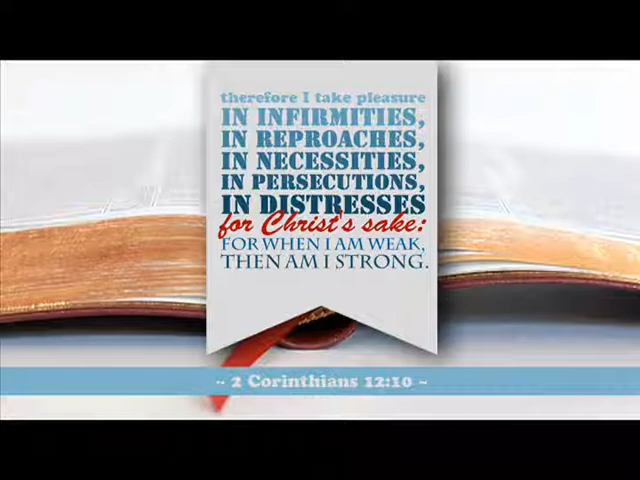 therefore I take pleasure
IN INFIRMITIES,
IN REPROACHES,
IN NECESSITIES,
IN PERSECUTIONS,
IN DISTRESSES
for Christ's sake:
FOR WHEN I AM WEAK,
THEN AM I STRONG.
~ 2 Corinthians 12:10 ~